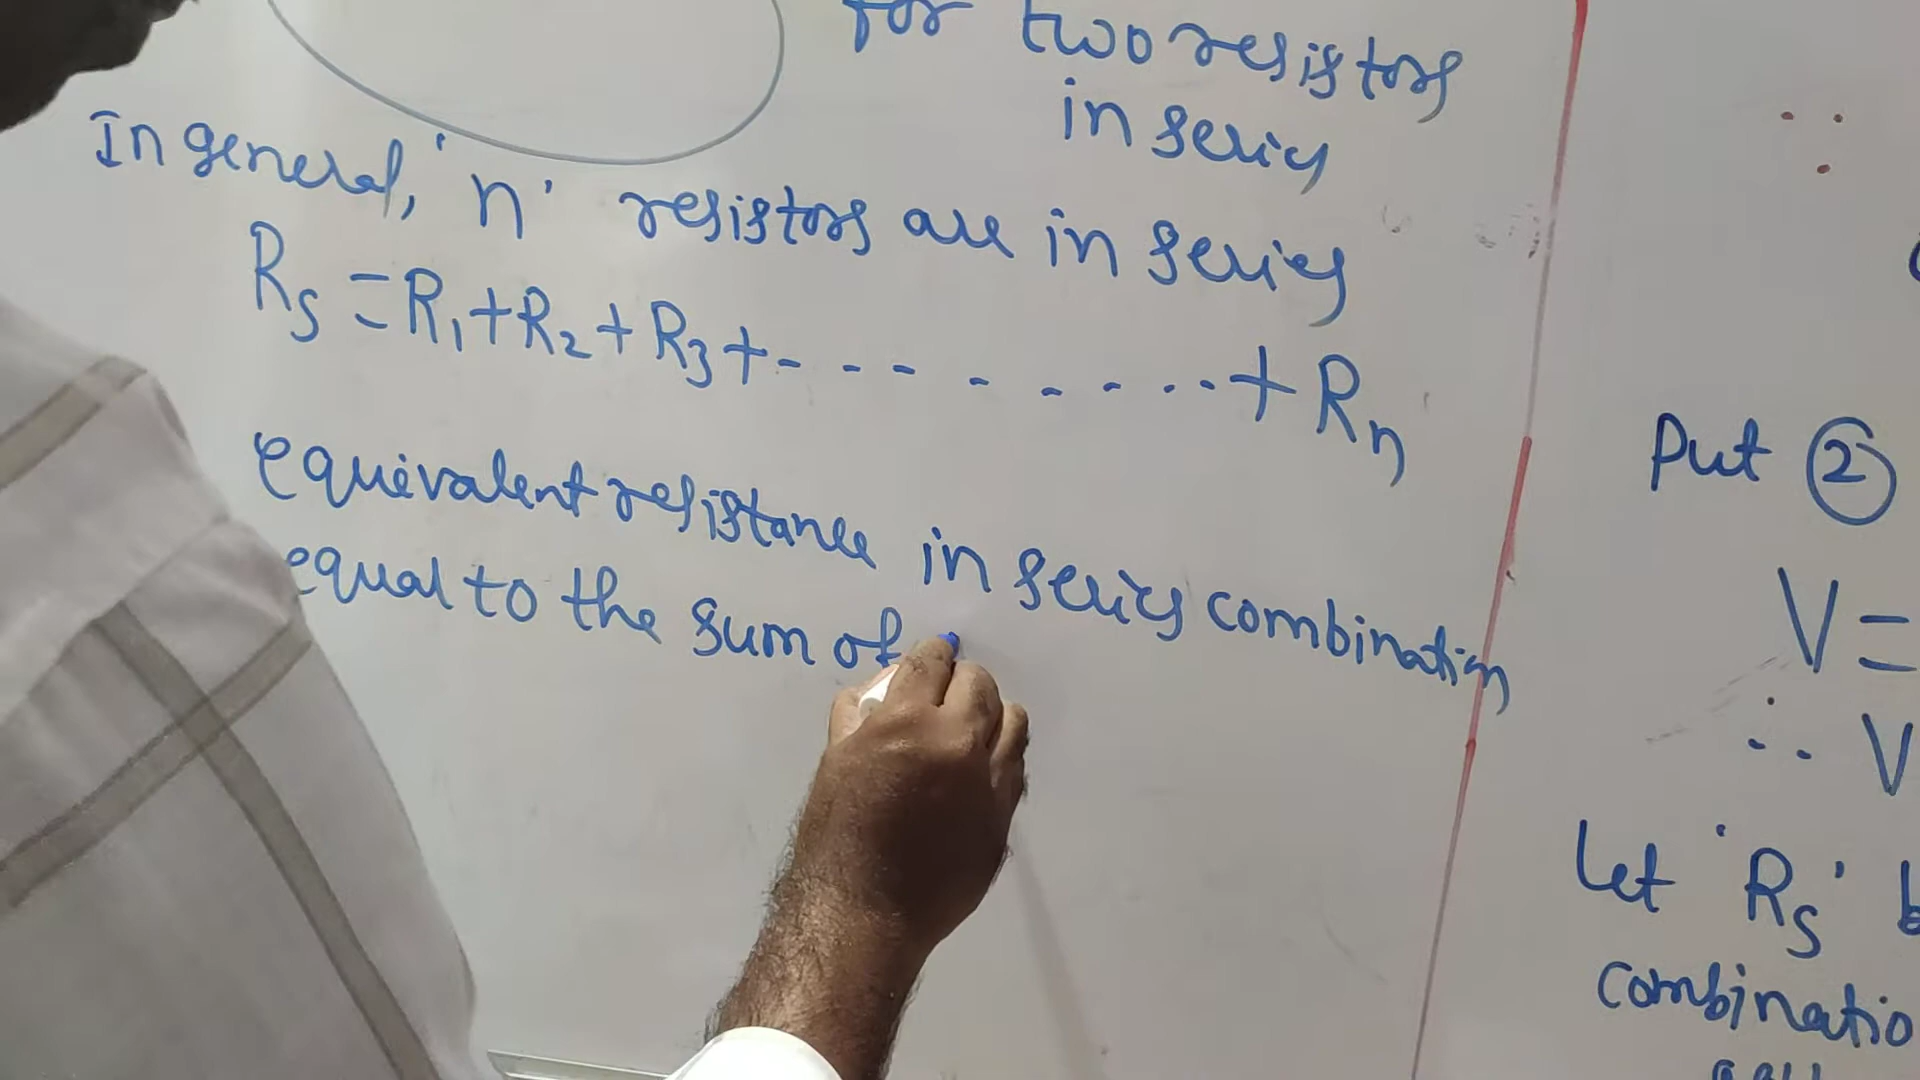 for two resistors
in series
In general, 'n' resistors are in series
Rs = R1 + R2 + R3 + - - - - - - - - - + Rn
equivalent resistance in series combination
equal to the sum of
Put ②
V =
∴ V
Let 'Rs' b
combinatio